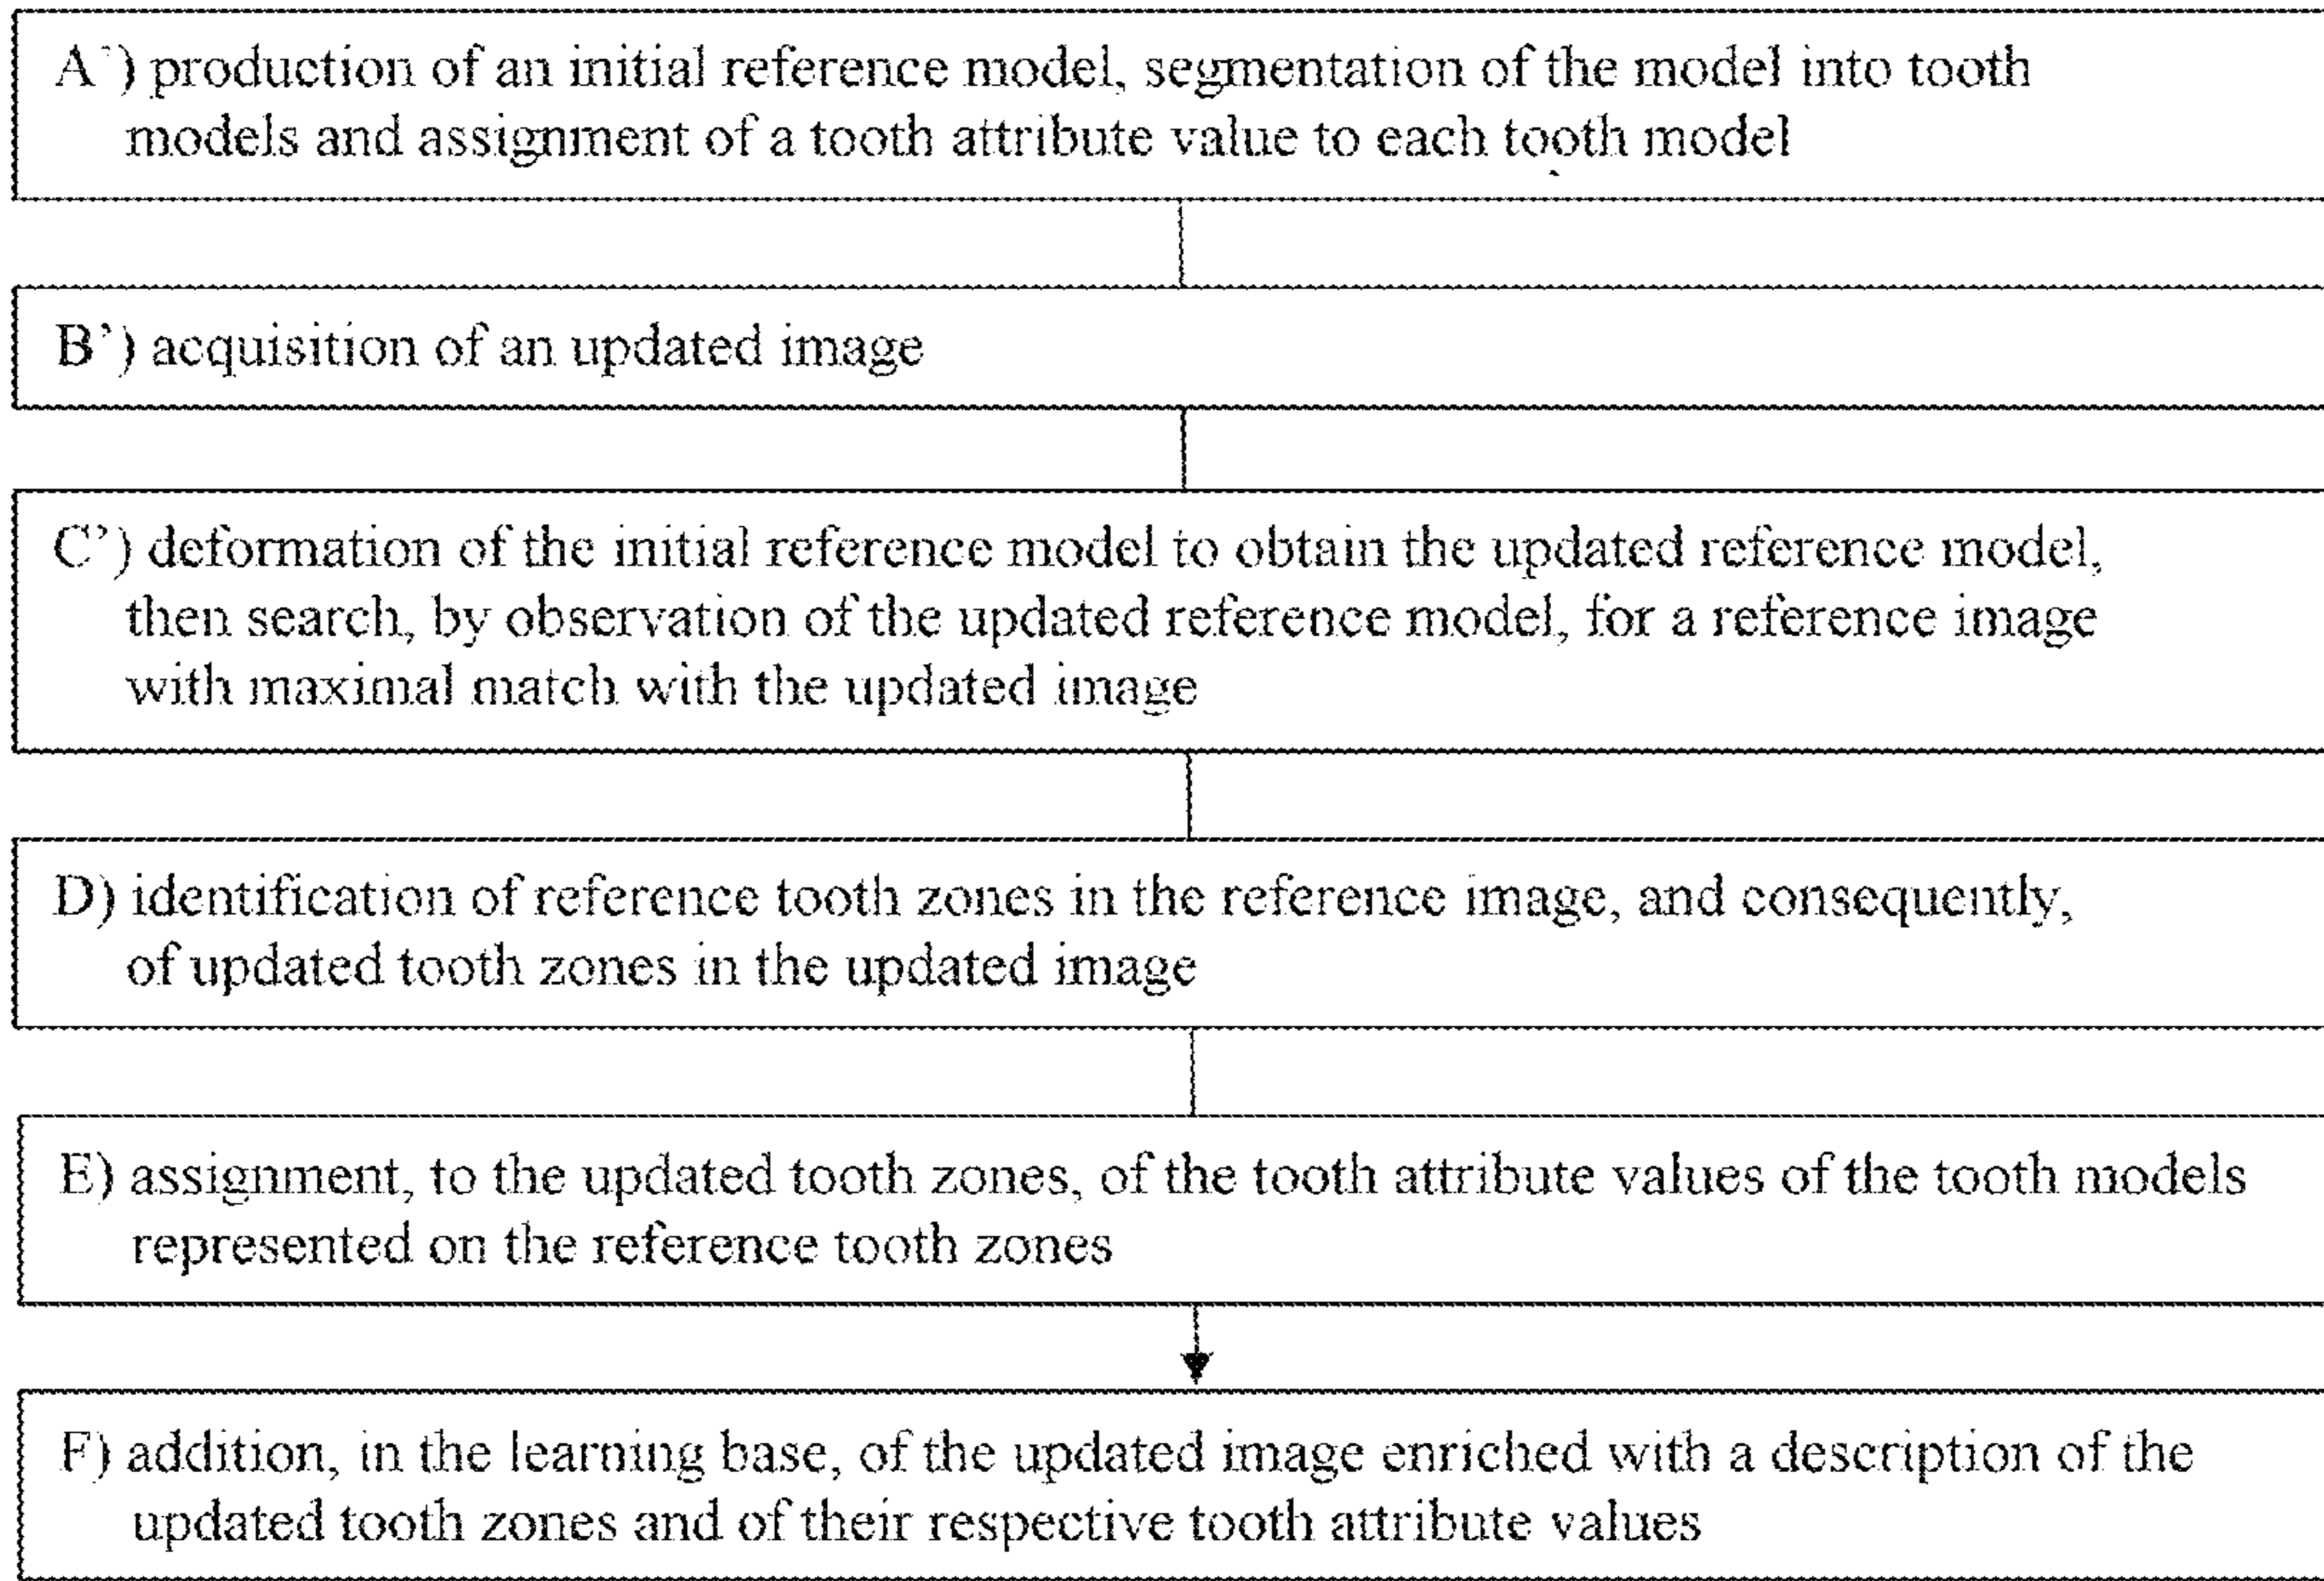 A’) production of an initial reference model, segmentation of the model into tooth
models and assignment of a tooth attribute value to each tooth model
B’) acquisition of an updated image
C’) deformation of the initial reference model to obtain the updated reference model,
then search, by observation of the updated reference model, for a reference image
with maximal match with the updated image
D) identification of reference tooth zones in the reference image, and consequently,
of updated tooth zones in the updated image
E) assignment, to the updated tooth zones, of the tooth attribute values of the tooth models
represented on the reference tooth zones
F) addition, in the learning base, of the updated image enriched with a description of the
updated tooth zones and of their respective tooth attribute values